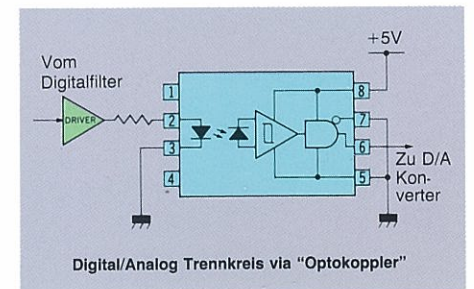 +5V
Vom
Digitalfilter
DRIVER
1
2
3
4
8
7
6
5
Zu D/A
Kon-
verter
Digital/Analog Trennkreis via "Optokoppler"